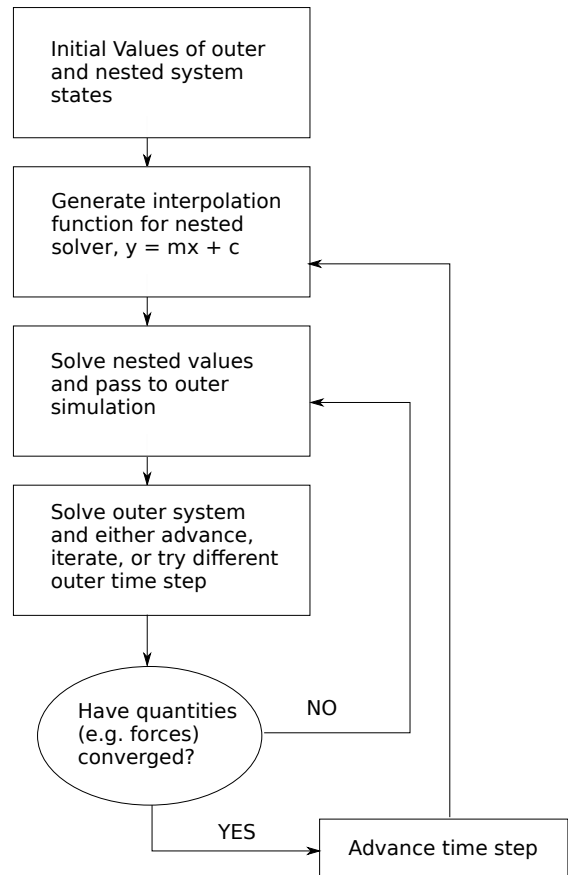 Initial Values of outer
and nested system
states
Generate interpolation
function for nested
solver, y = mx + c
Solve nested values
and pass to outer
simulation
Solve outer system
and either advance,
iterate, or try different
outer time step
Have quantities
(e.g. forces)
converged?
NO
YES
Advance time step